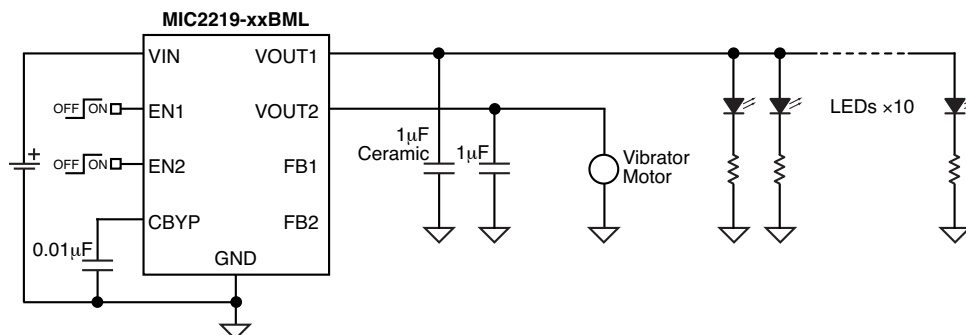 MIC2219-xxBML
VIN
VOUT1
OFF ON
EN1
VOUT2
LEDs ×10
1µF
Ceramic
1µF
+
OFF ON
EN2
FB1
Vibrator
Motor
CBYP
FB2
0.01µF
GND